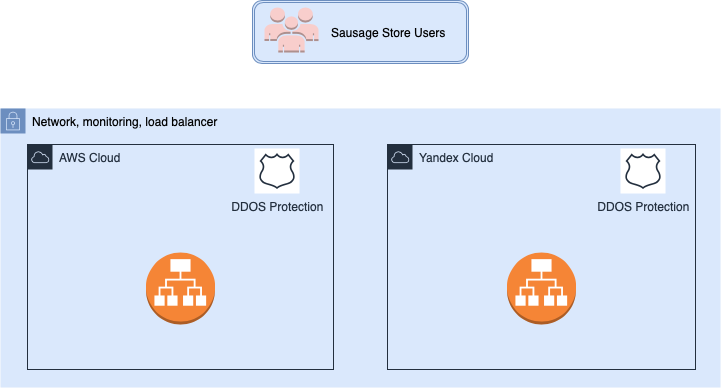 Sausage Store Users
Network, monitoring, load balancer
AWS Cloud
DDOS Protection
Yandex Cloud
DDOS Protection